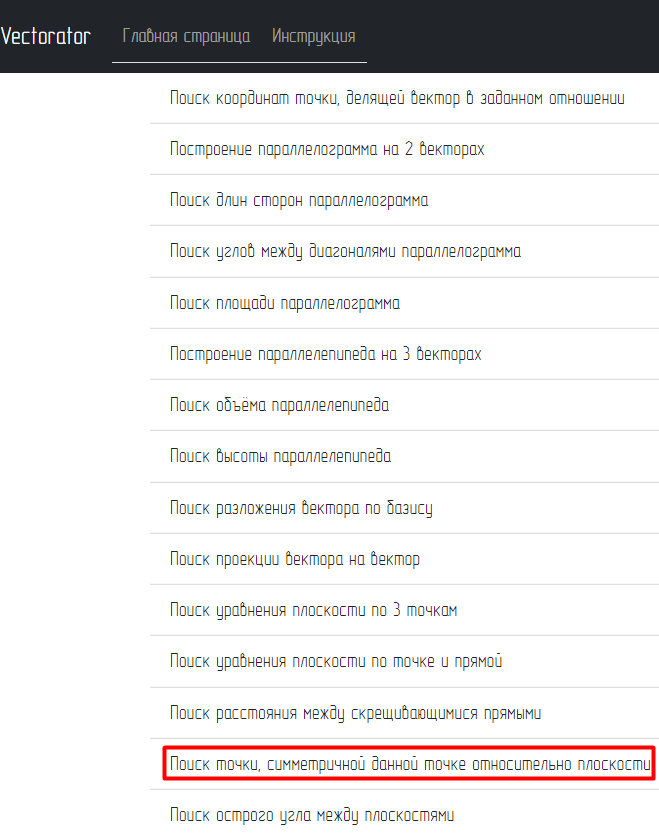 Vectorator Главная страница Инструкция
Поиск координат точки, делящей вектор в заданном отношении
Построение параллелограмма на 2 векторах
Поиск длин сторон параллелограмма
Поиск углов между диагоналями параллелограмма
Поиск площади параллелограмма
Построение параллелепипеда на 3 векторах
Поиск объёма параллелепипеда
Поиск высоты параллелепипеда
Поиск разложения вектора по базису
Поиск проекции вектора на вектор
Поиск уравнения плоскости по 3 точкам
Поиск уравнения плоскости по точке и прямой
Поиск расстояния между скрещивающимися прямыми
Поиск точки, симметричной данной точке относительно плоскости
Поиск острого угла между плоскостями